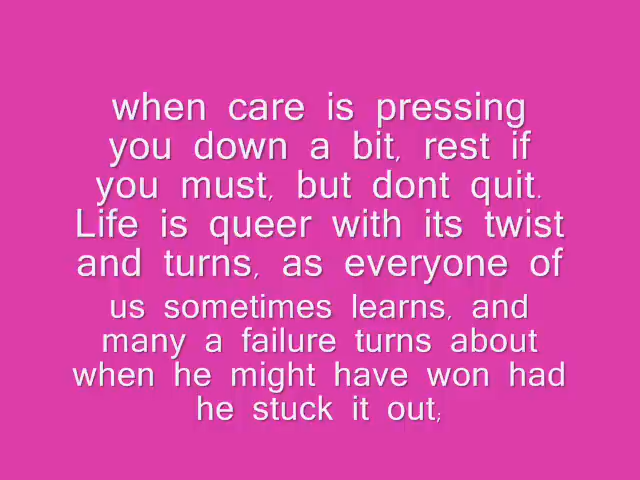 when care is pressing
you down a bit, rest if
you must, but dont quit.
Life is queer with its twist
and turns, as everyone of
us sometimes learns, and
many a failure turns about
when he might have won had
he stuck it out;